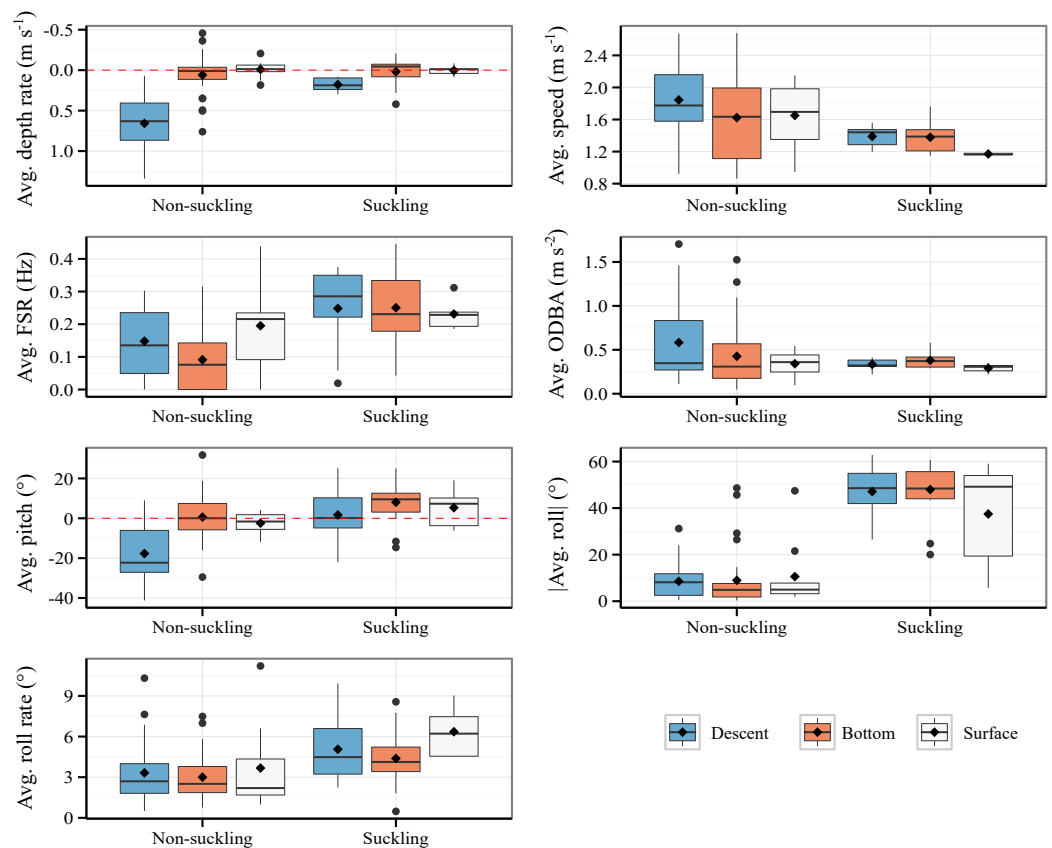 Avg. depth rate (m s⁻¹)
-0.5
0.0
0.5
1.0
Non-suckling Suckling
Avg. speed (m s⁻¹)
2.4
2.0
1.6
1.2
0.8
Non-suckling Suckling
Avg. FSR (Hz)
0.4
0.3
0.2
0.1
0.0
Non-suckling Suckling
Avg. ODBA (m s⁻²)
1.5
1.0
0.5
0.0
Non-suckling Suckling
Avg. pitch (°)
20
0
-20
-40
Non-suckling Suckling
|Avg. roll| (°)
60
40
20
0
Non-suckling Suckling
Avg. roll rate (°)
9
6
3
0
Non-suckling Suckling
Descent Bottom Surface